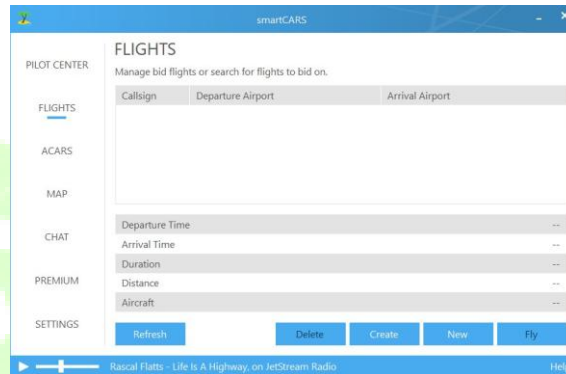 smartCARS
PILOT CENTER
FLIGHTS
ACARS
MAP
CHAT
PREMIUM
SETTINGS
FLIGHTS
Manage bid flights or search for flights to bid on.
Callsign Departure Airport Arrival Airport
Departure Time --
Arrival Time --
Duration --
Distance --
Aircraft --
Refresh Delete Create New Fly
Rascal Flatts - Life Is A Highway, on JetStream Radio
Help